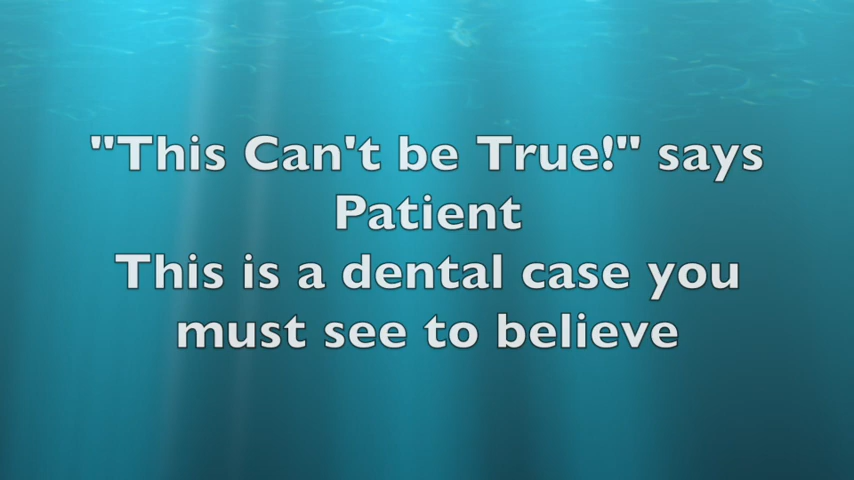 "This Can't be True!" says
Patient
This is a dental case you
must see to believe